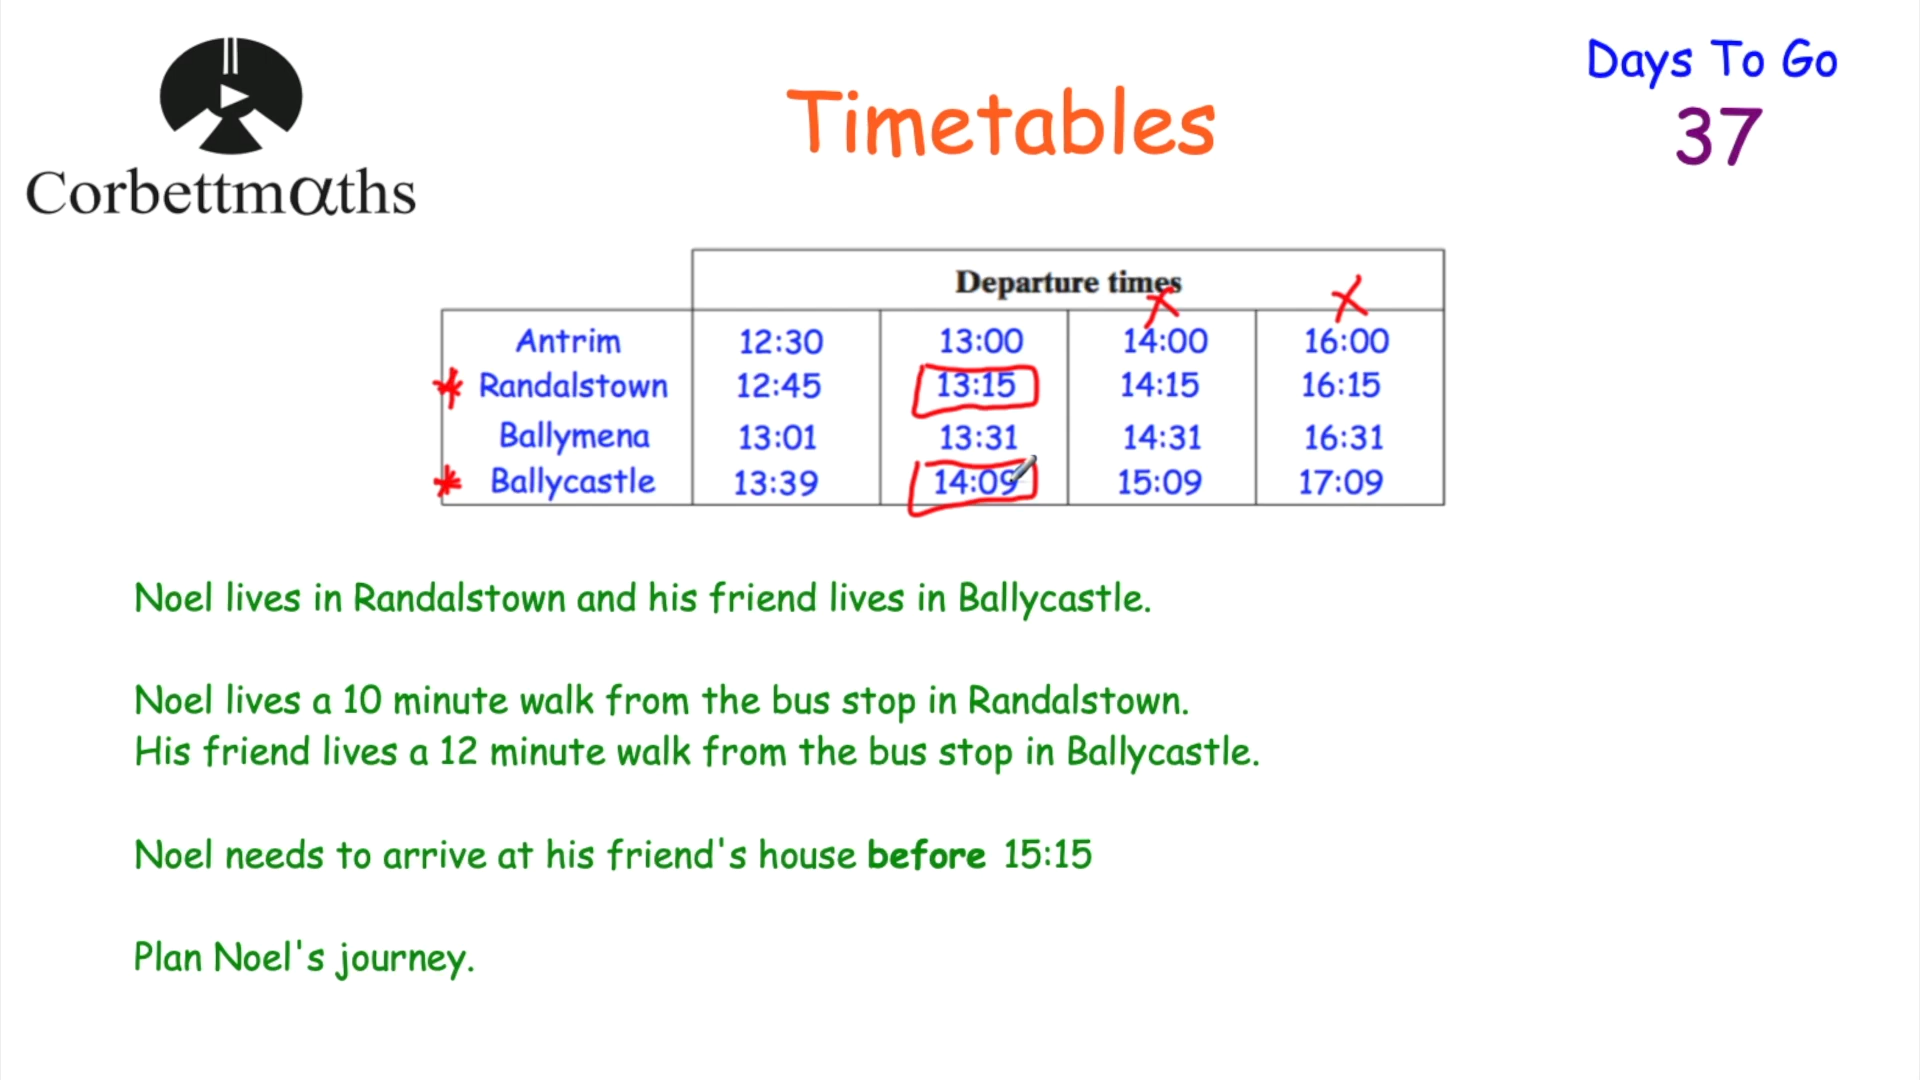 Corbettmαths
Timetables
Days To Go
37
Departure times
Antrim 12:30 13:00 14:00 16:00
Randalstown 12:45 13:15 14:15 16:15
Ballymena 13:01 13:31 14:31 16:31
Ballycastle 13:39 14:09 15:09 17:09
Noel lives in Randalstown and his friend lives in Ballycastle.
Noel lives a 10 minute walk from the bus stop in Randalstown.
His friend lives a 12 minute walk from the bus stop in Ballycastle.
Noel needs to arrive at his friend's house before 15:15
Plan Noel's journey.